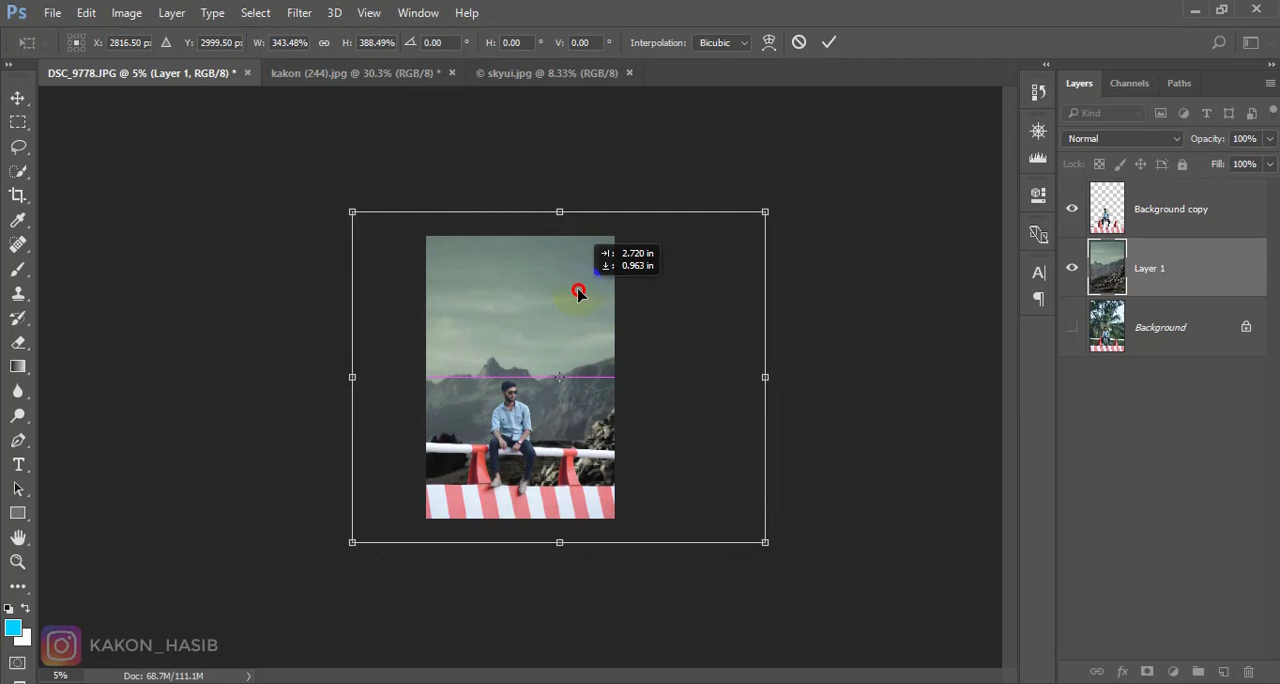 Ps File Edit Image Layer Type Select Filter 3D View Window Help
X: 2816.50 px Y: 2999.50 px W: 343.48% H: 388.49% 0.00 ° H: 0.00 ° V: 0.00 ° Interpolation: Bicubic
DSC_9778.JPG @ 5% (Layer 1, RGB/8) * × kakon (244).jpg @ 30.3% (RGB/8) * × © skyui.jpg @ 8.33% (RGB/8) ×
Layers Channels Paths
Kind
Normal Opacity: 100%
Lock: Fill: 100%
Background copy
Layer 1
Background
2.720 in
0.963 in
KAKON_HASIB
5% Doc: 68.7M/111.1M